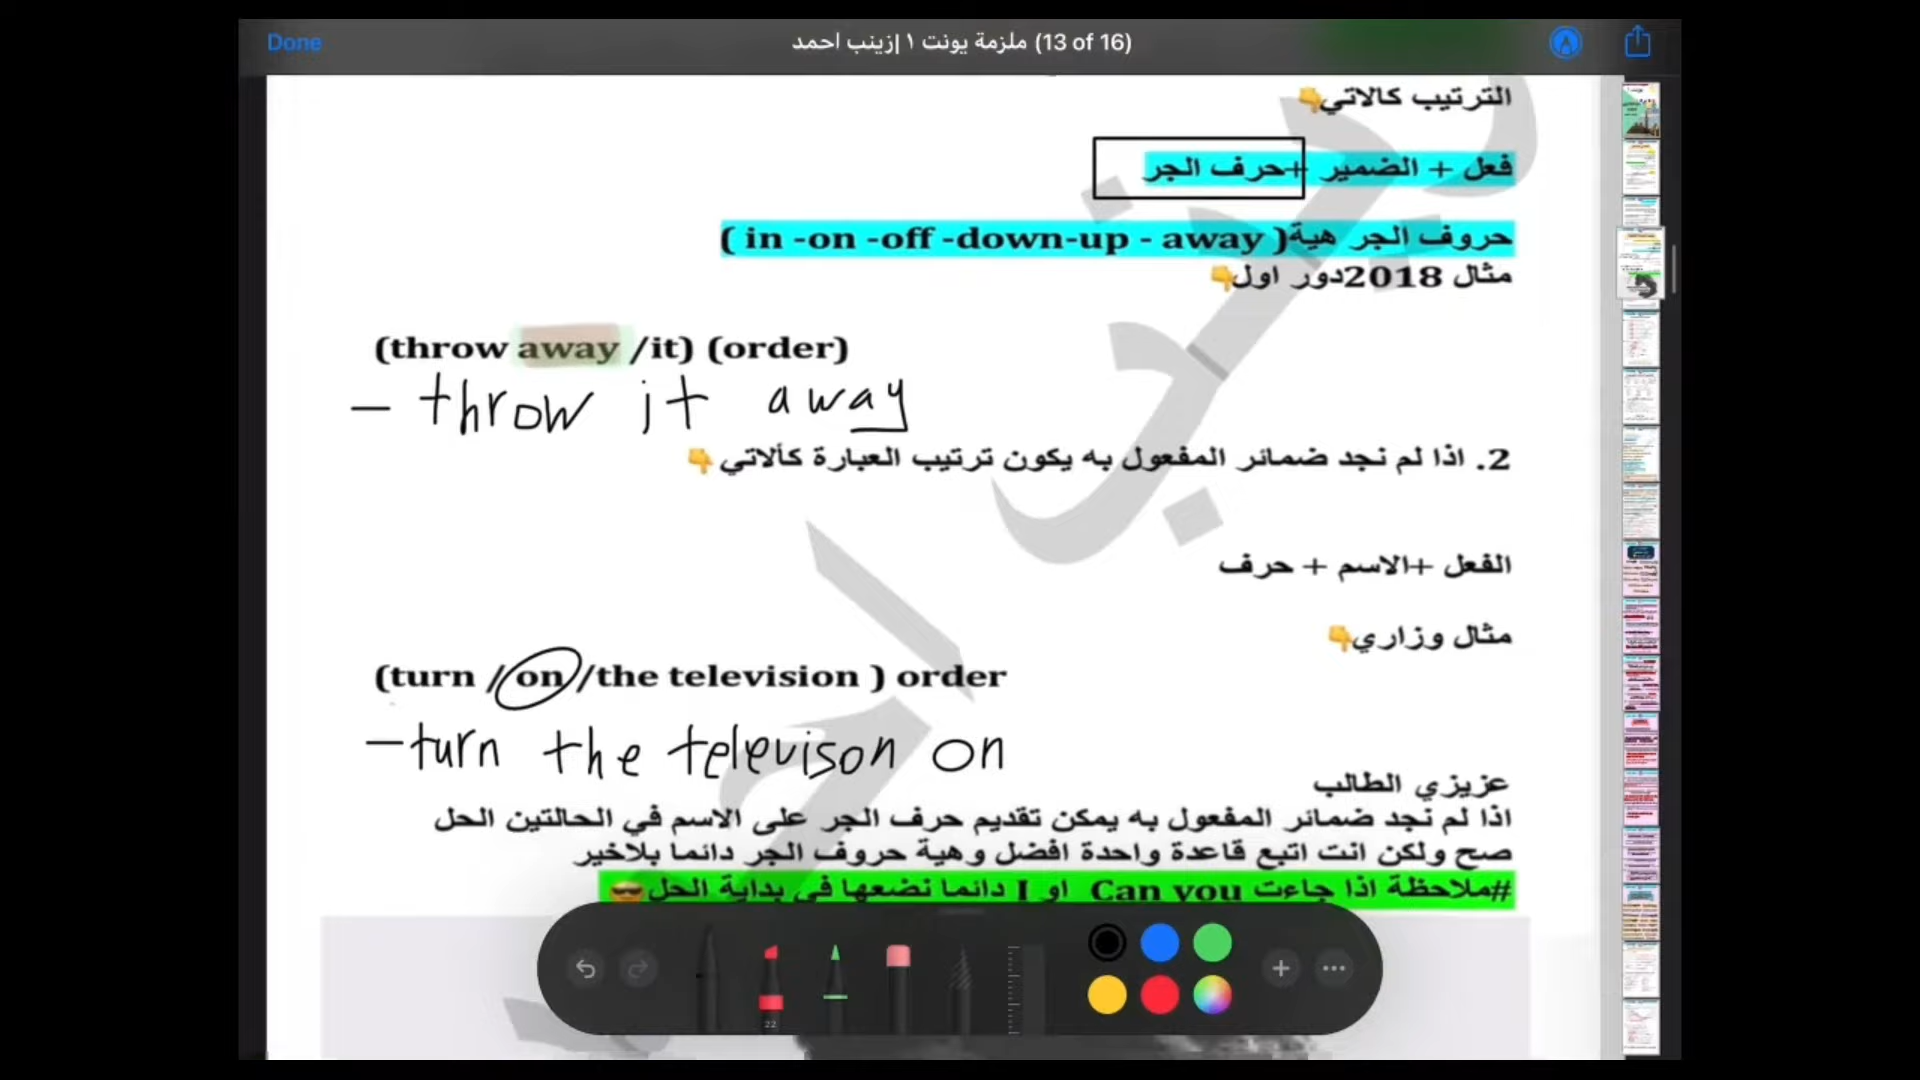 Done
ملزمة يونت ١ |زينب احمد (13 of 16)
الترتيب كالاتي👇
فعل + الضمير +حرف الجر
حروف الجر هية( in -on -off -down-up - away )
مثال 2018دور اول👇
(throw away /it) (order)
– throw it away
2. اذا لم نجد ضمائر المفعول به يكون ترتيب العبارة كألاتي👇
الفعل +الاسم + حرف
مثال وزاري👇
(turn /on/the television ) order
–turn the televison on
عزيزي الطالب
اذا لم نجد ضمائر المفعول به يمكن تقديم حرف الجر على الاسم في الحالتين الحل
صح ولكن انت اتبع قاعدة واحدة افضل وهية حروف الجر دائما بلاخير
#ملاحظة اذا جاءت Can you او I دائما نضعها في بداية الحل😎
22